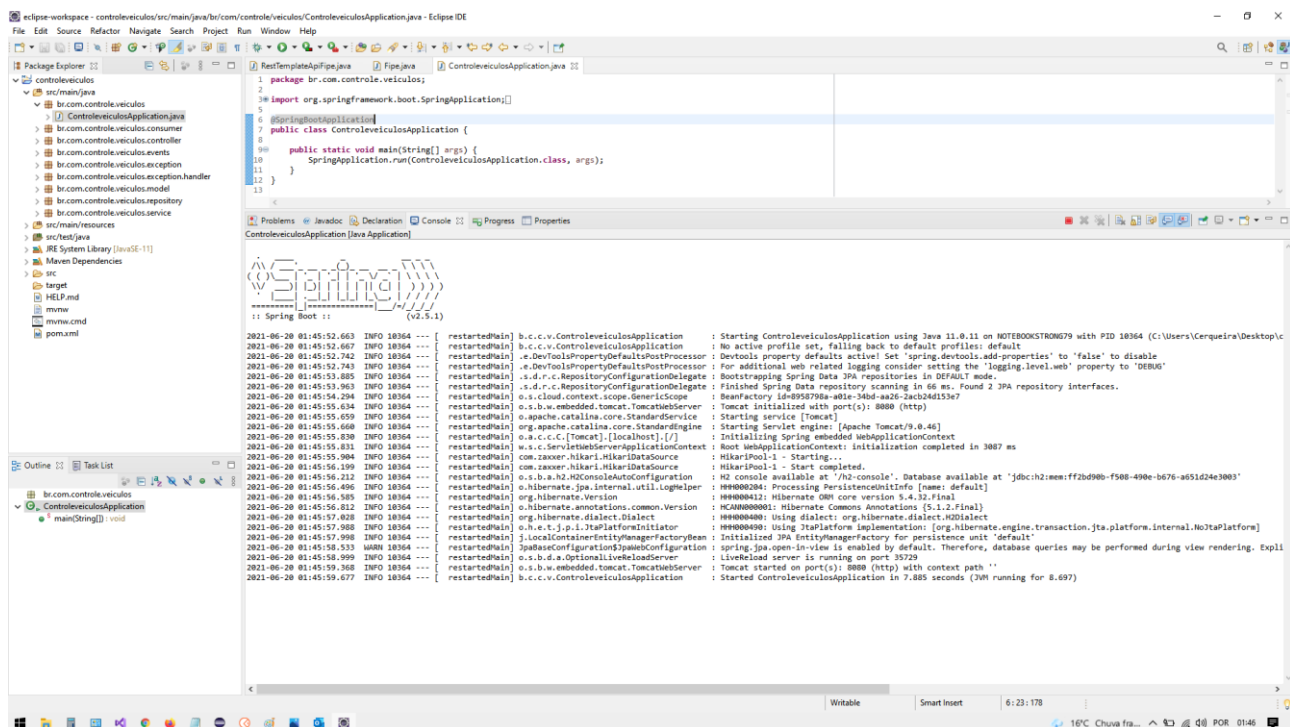 eclipse-workspace - controleveiculos/src/main/java/br/com/controle/veiculos/ControleveiculosApplication.java - Eclipse IDE
File Edit Source Refactor Navigate Search Project Run Window Help
Package Explorer
RestTemplateApiFipe.java Fipe.java ControleveiculosApplication.java
controleveiculos
src/main/java
br.com.controle.veiculos
ControleveiculosApplication.java
br.com.controle.veiculos.consumer
br.com.controle.veiculos.controller
br.com.controle.veiculos.events
br.com.controle.veiculos.exception
br.com.controle.veiculos.exception.handler
br.com.controle.veiculos.model
br.com.controle.veiculos.repository
br.com.controle.veiculos.service
src/main/resources
src/test/java
JRE System Library [JavaSE-11]
Maven Dependencies
src
target
HELP.md
mvnw
mvnw.cmd
pom.xml
1 package br.com.controle.veiculos;
2
3 import org.springframework.boot.SpringApplication;
5
6 @SpringBootApplication
7 public class ControleveiculosApplication {
8
9 public static void main(String[] args) {
10 SpringApplication.run(ControleveiculosApplication.class, args);
11 }
12 }
13
Problems Javadoc Declaration Console Progress Properties
ControleveiculosApplication [Java Application]
:: Spring Boot :: (v2.5.1)
2021-06-20 01:45:52.663 INFO 10364 --- [ restartedMain] b.c.c.v.ControleveiculosApplication : Starting ControleveiculosApplication using Java 11.0.11 on NOTEBOOKSTRONG79 with PID 10364 (C:\Users\Cerqueira\Desktop\c
2021-06-20 01:45:52.667 INFO 10364 --- [ restartedMain] b.c.c.v.ControleveiculosApplication : No active profile set, falling back to default profiles: default
2021-06-20 01:45:52.742 INFO 10364 --- [ restartedMain] .e.DevToolsPropertyDefaultsPostProcessor : Devtools property defaults active! Set 'spring.devtools.add-properties' to 'false' to disable
2021-06-20 01:45:52.743 INFO 10364 --- [ restartedMain] .e.DevToolsPropertyDefaultsPostProcessor : For additional web related logging consider setting the 'logging.level.web' property to 'DEBUG'
2021-06-20 01:45:53.885 INFO 10364 --- [ restartedMain] .s.d.r.c.RepositoryConfigurationDelegate : Bootstrapping Spring Data JPA repositories in DEFAULT mode.
2021-06-20 01:45:53.963 INFO 10364 --- [ restartedMain] .s.d.r.c.RepositoryConfigurationDelegate : Finished Spring Data repository scanning in 66 ms. Found 2 JPA repository interfaces.
2021-06-20 01:45:54.294 INFO 10364 --- [ restartedMain] o.s.cloud.context.scope.GenericScope : BeanFactory id=8958798a-a01e-34bd-aa26-2acb24d153e7
2021-06-20 01:45:55.634 INFO 10364 --- [ restartedMain] o.s.b.w.embedded.tomcat.TomcatWebServer : Tomcat initialized with port(s): 8080 (http)
2021-06-20 01:45:55.659 INFO 10364 --- [ restartedMain] o.apache.catalina.core.StandardService : Starting service [Tomcat]
2021-06-20 01:45:55.660 INFO 10364 --- [ restartedMain] org.apache.catalina.core.StandardEngine : Starting Servlet engine: [Apache Tomcat/9.0.46]
2021-06-20 01:45:55.830 INFO 10364 --- [ restartedMain] o.a.c.c.C.[Tomcat].[localhost].[/] : Initializing Spring embedded WebApplicationContext
2021-06-20 01:45:55.831 INFO 10364 --- [ restartedMain] w.s.c.ServletWebServerApplicationContext : Root WebApplicationContext: initialization completed in 3087 ms
2021-06-20 01:45:55.904 INFO 10364 --- [ restartedMain] com.zaxxer.hikari.HikariDataSource : HikariPool-1 - Starting...
2021-06-20 01:45:56.199 INFO 10364 --- [ restartedMain] com.zaxxer.hikari.HikariDataSource : HikariPool-1 - Start completed.
2021-06-20 01:45:56.212 INFO 10364 --- [ restartedMain] o.s.b.a.h2.H2ConsoleAutoConfiguration : H2 console available at '/h2-console'. Database available at 'jdbc:h2:mem:ff2bd90b-f508-490e-b676-a651d24e3003'
2021-06-20 01:45:56.496 INFO 10364 --- [ restartedMain] o.hibernate.jpa.internal.util.LogHelper : HHH000204: Processing PersistenceUnitInfo [name: default]
2021-06-20 01:45:56.585 INFO 10364 --- [ restartedMain] org.hibernate.Version : HHH000412: Hibernate ORM core version 5.4.32.Final
2021-06-20 01:45:56.812 INFO 10364 --- [ restartedMain] o.hibernate.annotations.common.Version : HCANN000001: Hibernate Commons Annotations {5.1.2.Final}
2021-06-20 01:45:57.028 INFO 10364 --- [ restartedMain] org.hibernate.dialect.Dialect : HHH000400: Using dialect: org.hibernate.dialect.H2Dialect
2021-06-20 01:45:57.988 INFO 10364 --- [ restartedMain] o.h.e.t.j.p.i.JtaPlatformInitiator : HHH000490: Using JtaPlatform implementation: [org.hibernate.engine.transaction.jta.platform.internal.NoJtaPlatform]
2021-06-20 01:45:57.998 INFO 10364 --- [ restartedMain] j.LocalContainerEntityManagerFactoryBean : Initialized JPA EntityManagerFactory for persistence unit 'default'
2021-06-20 01:45:58.533 WARN 10364 --- [ restartedMain] JpaBaseConfiguration$JpaWebConfiguration : spring.jpa.open-in-view is enabled by default. Therefore, database queries may be performed during view rendering. Expli
2021-06-20 01:45:58.999 INFO 10364 --- [ restartedMain] o.s.b.d.a.OptionalLiveReloadServer : LiveReload server is running on port 35729
2021-06-20 01:45:59.368 INFO 10364 --- [ restartedMain] o.s.b.w.embedded.tomcat.TomcatWebServer : Tomcat started on port(s): 8080 (http) with context path ''
2021-06-20 01:45:59.677 INFO 10364 --- [ restartedMain] b.c.c.v.ControleveiculosApplication : Started ControleveiculosApplication in 7.885 seconds (JVM running for 8.697)
Outline Task List
br.com.controle.veiculos
ControleveiculosApplication
main(String[]) : void
Writable Smart Insert 6 : 23 : 178
16°C Chuva fra... POR 01:46